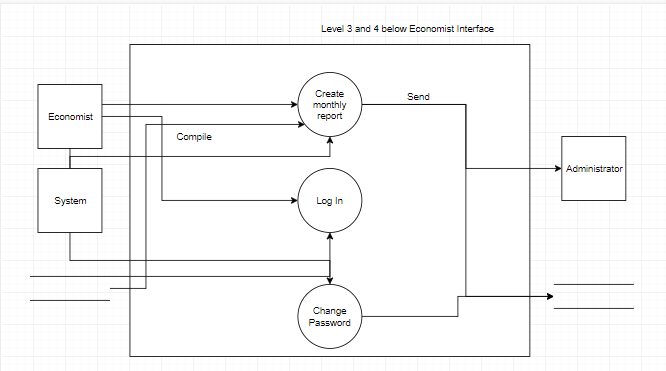 Level 3 and 4 below Economist Interface
Create
monthly
report
Send
Economist
Compile
Administrator
System
Log In
Change
Password